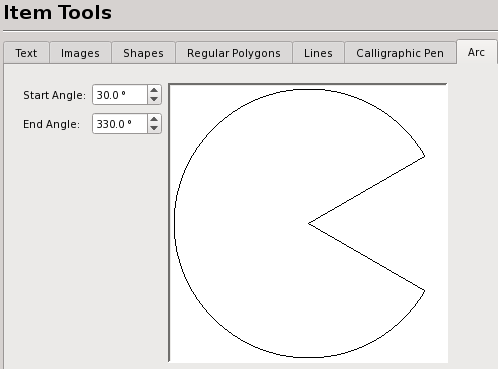 Item Tools
Text Images Shapes Regular Polygons Lines Calligraphic Pen Arc
Start Angle: 30.0 °
End Angle: 330.0 °